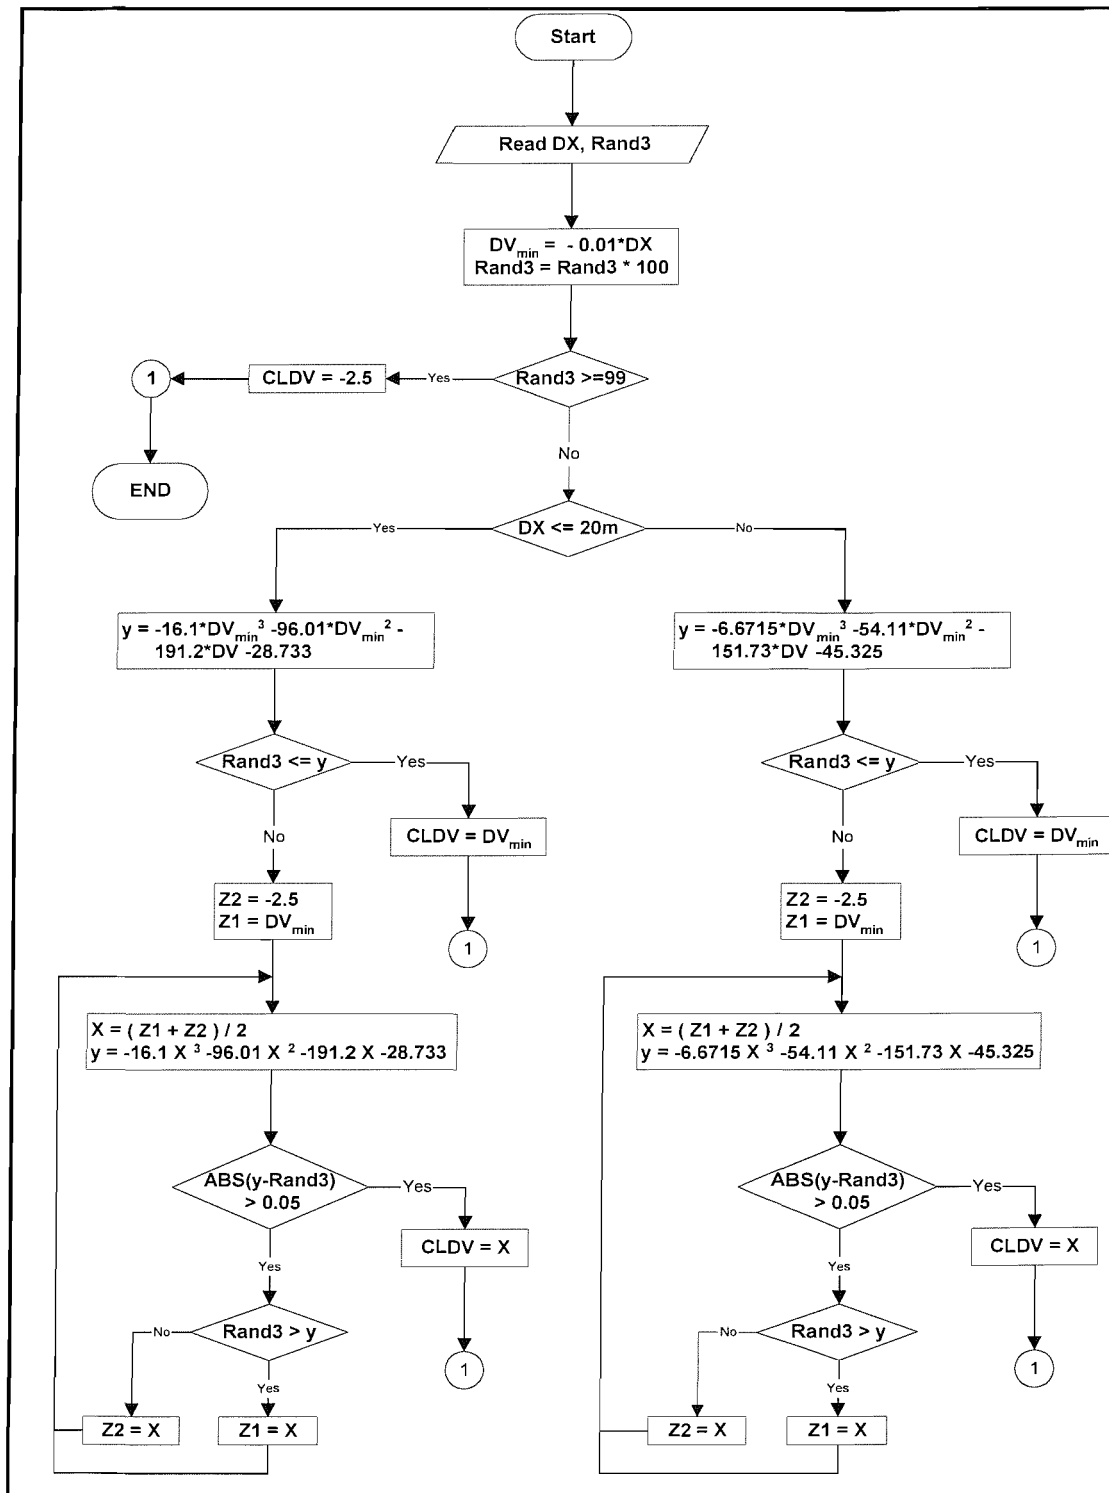 Start
Read DX, Rand3
DVmin = - 0.01*DX
Rand3 = Rand3 * 100
Rand3 >=99
Yes
CLDV = -2.5
1
END
No
DX <= 20m
Yes
No
y = -16.1*DVmin³ -96.01*DVmin² -
191.2*DV -28.733
y = -6.6715*DVmin³ -54.11*DVmin² -
151.73*DV -45.325
Rand3 <= y
Yes
CLDV = DVmin
1
No
Z2 = -2.5
Z1 = DVmin
Rand3 <= y
Yes
CLDV = DVmin
1
No
Z2 = -2.5
Z1 = DVmin
X = ( Z1 + Z2 ) / 2
y = -16.1 X ³ -96.01 X ² -191.2 X -28.733
X = ( Z1 + Z2 ) / 2
y = -6.6715 X ³ -54.11 X ² -151.73 X -45.325
ABS(y-Rand3)
> 0.05
Yes
CLDV = X
1
Yes
Rand3 > y
No
Yes
Z2 = X
Z1 = X
ABS(y-Rand3)
> 0.05
Yes
CLDV = X
1
Yes
Rand3 > y
No
Yes
Z2 = X
Z1 = X